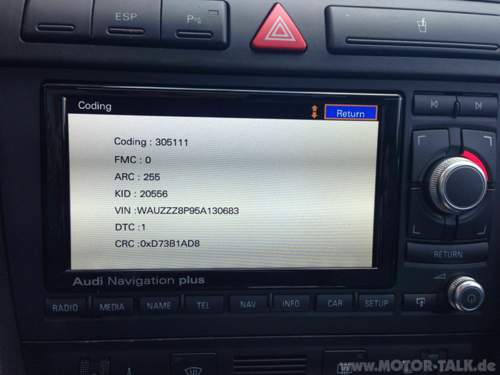 ESP
P
Coding
Return
Coding : 305111
FMC : 0
ARC : 255
KID : 20556
VIN :WAUZZZ8P95A130683
DTC :1
CRC :0xD73B1AD8
Audi Navigation plus
RETURN
RADIO MEDIA NAME TEL NAV INFO CAR SETUP
www.MOTOR-TALK.de